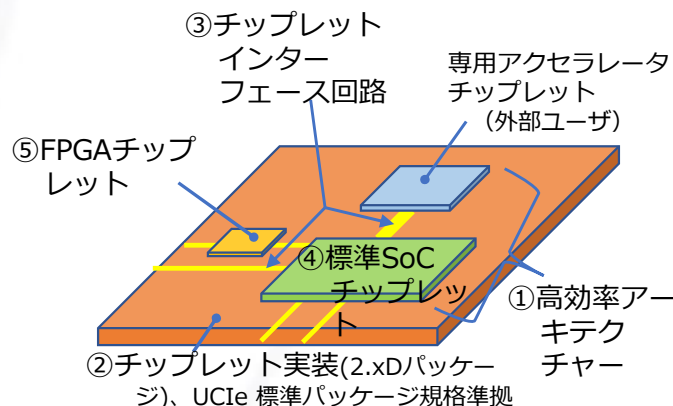 ③チップレット
インター
フェース回路
専用アクセラレータ
チップレット
（外部ユーザ）
⑤FPGAチップ
レット
④標準SoC
チップレッ
ト
①高効率アー
キテク
チャー
②チップレット実装(2.xDパッケー
ジ)、UCIe 標準パッケージ規格準拠